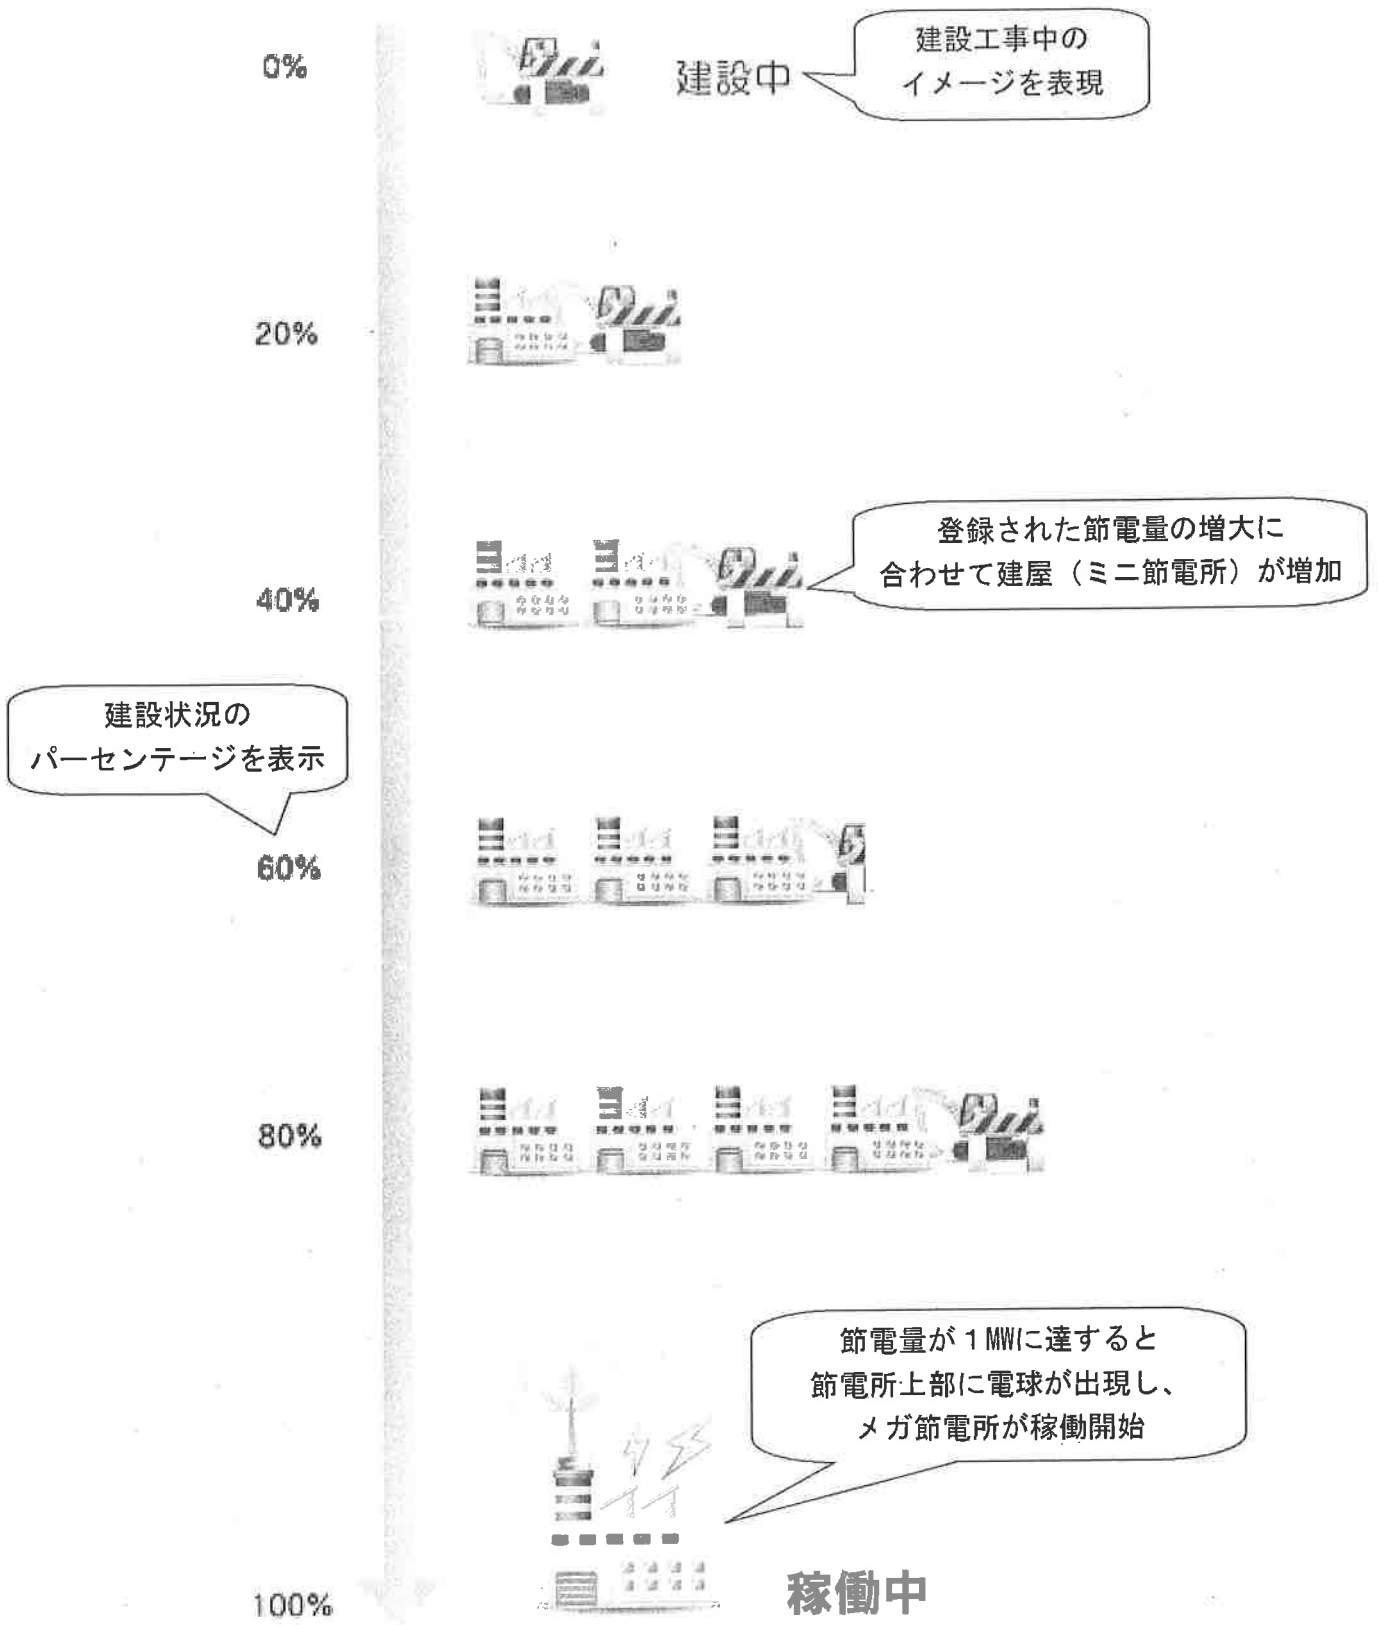 0%
建設中
建設工事中の
イメージを表現
20%
40%
登録された節電量の増大に
合わせて建屋（ミニ節電所）が増加
建設状況の
パーセンテージを表示
60%
80%
節電量が１MWに達すると
節電所上部に電球が出現し、
メガ節電所が稼働開始
100%
稼働中